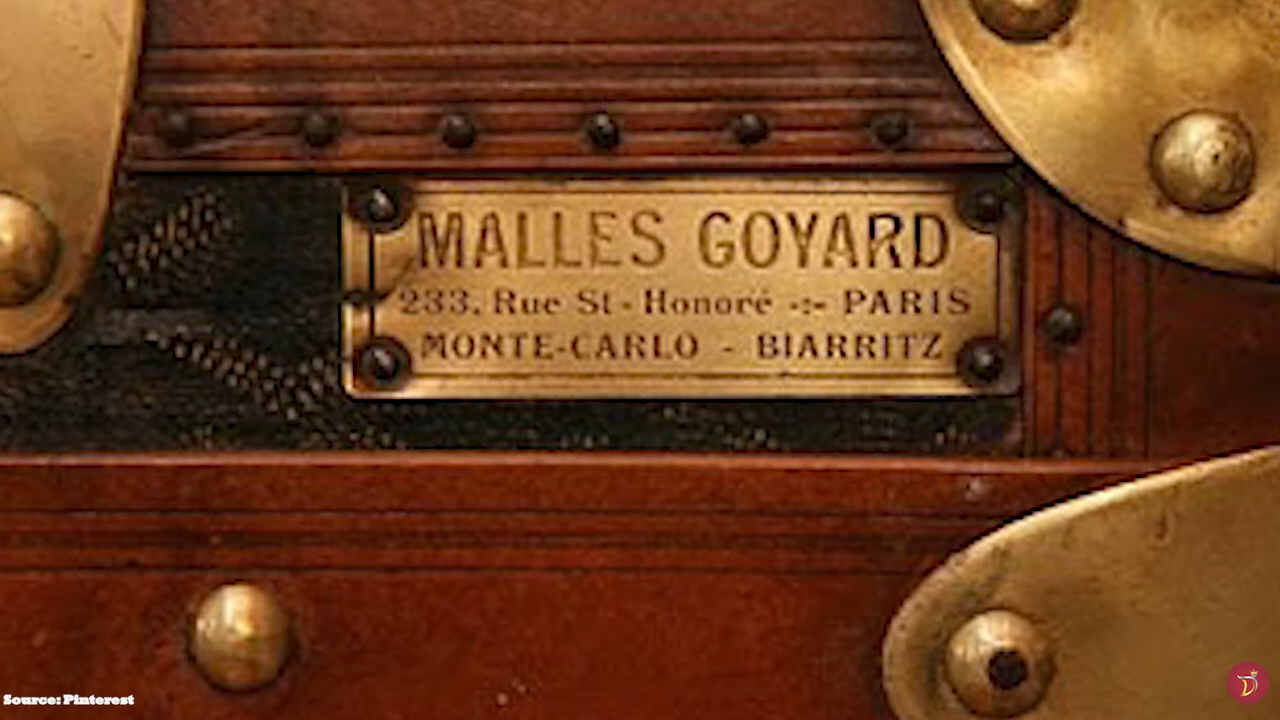 MALLES GOYARD
233, Rue St-Honoré -:- PARIS
MONTE-CARLO - BIARRITZ
Source: Pinterest